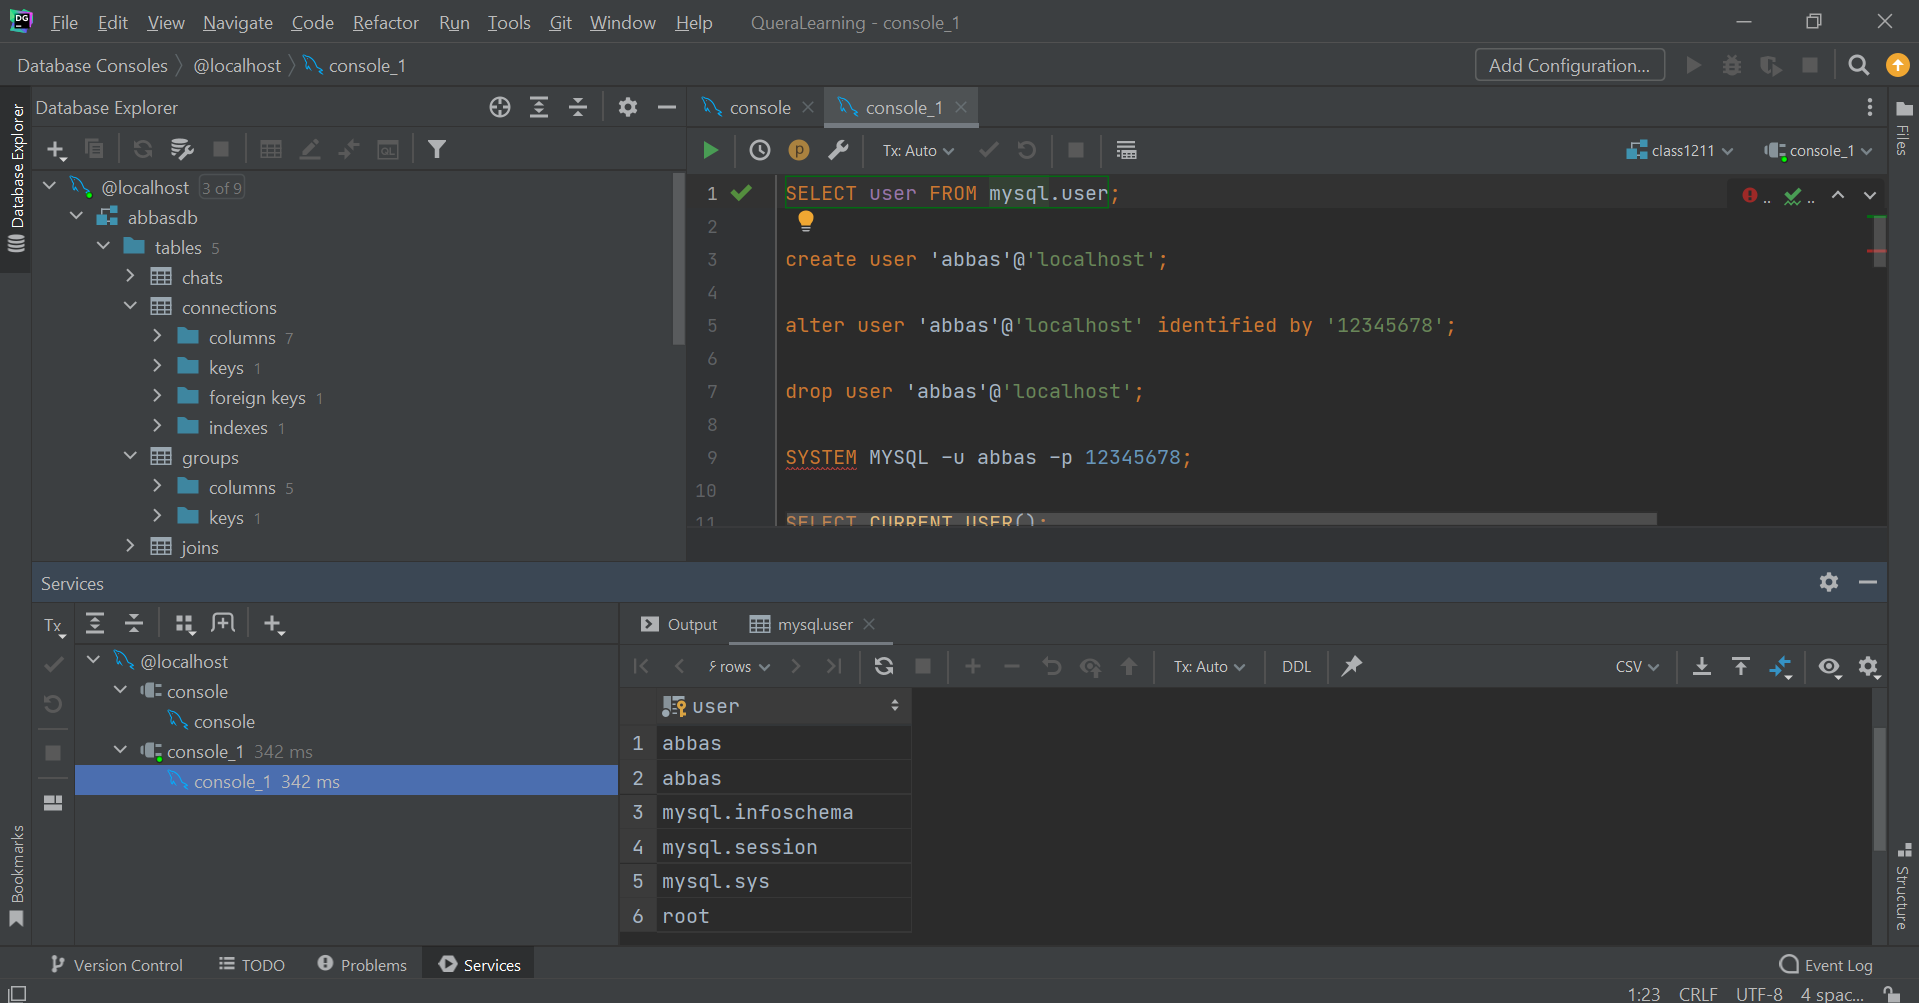 DG
File Edit View Navigate Code Refactor Run Tools Git Window Help QueraLearning - console_1
Database Consoles @localhost console_1 Add Configuration...
Database Explorer
Database Explorer
console console_1
Files
Tx: Auto class1211 console_1
@localhost 3 of 9
abbasdb
tables 5
chats
connections
columns 7
keys 1
foreign keys 1
indexes 1
groups
columns 5
keys 1
joins
1 SELECT user FROM mysql.user;
2
3 create user 'abbas'@'localhost';
4
5 alter user 'abbas'@'localhost' identified by '12345678';
6
7 drop user 'abbas'@'localhost';
8
9 SYSTEM MYSQL -u abbas -p 12345678;
10
11 SELECT CURRENT_USER();
Services
Tx
@localhost
console
console
console_1 342 ms
console_1 342 ms
Output mysql.user
۶ rows Tx: Auto DDL CSV
user
1 abbas
2 abbas
3 mysql.infoschema
4 mysql.session
5 mysql.sys
6 root
Bookmarks
Structure
Version Control TODO Problems Services Event Log
1:23 CRLF UTF-8 4 spac...